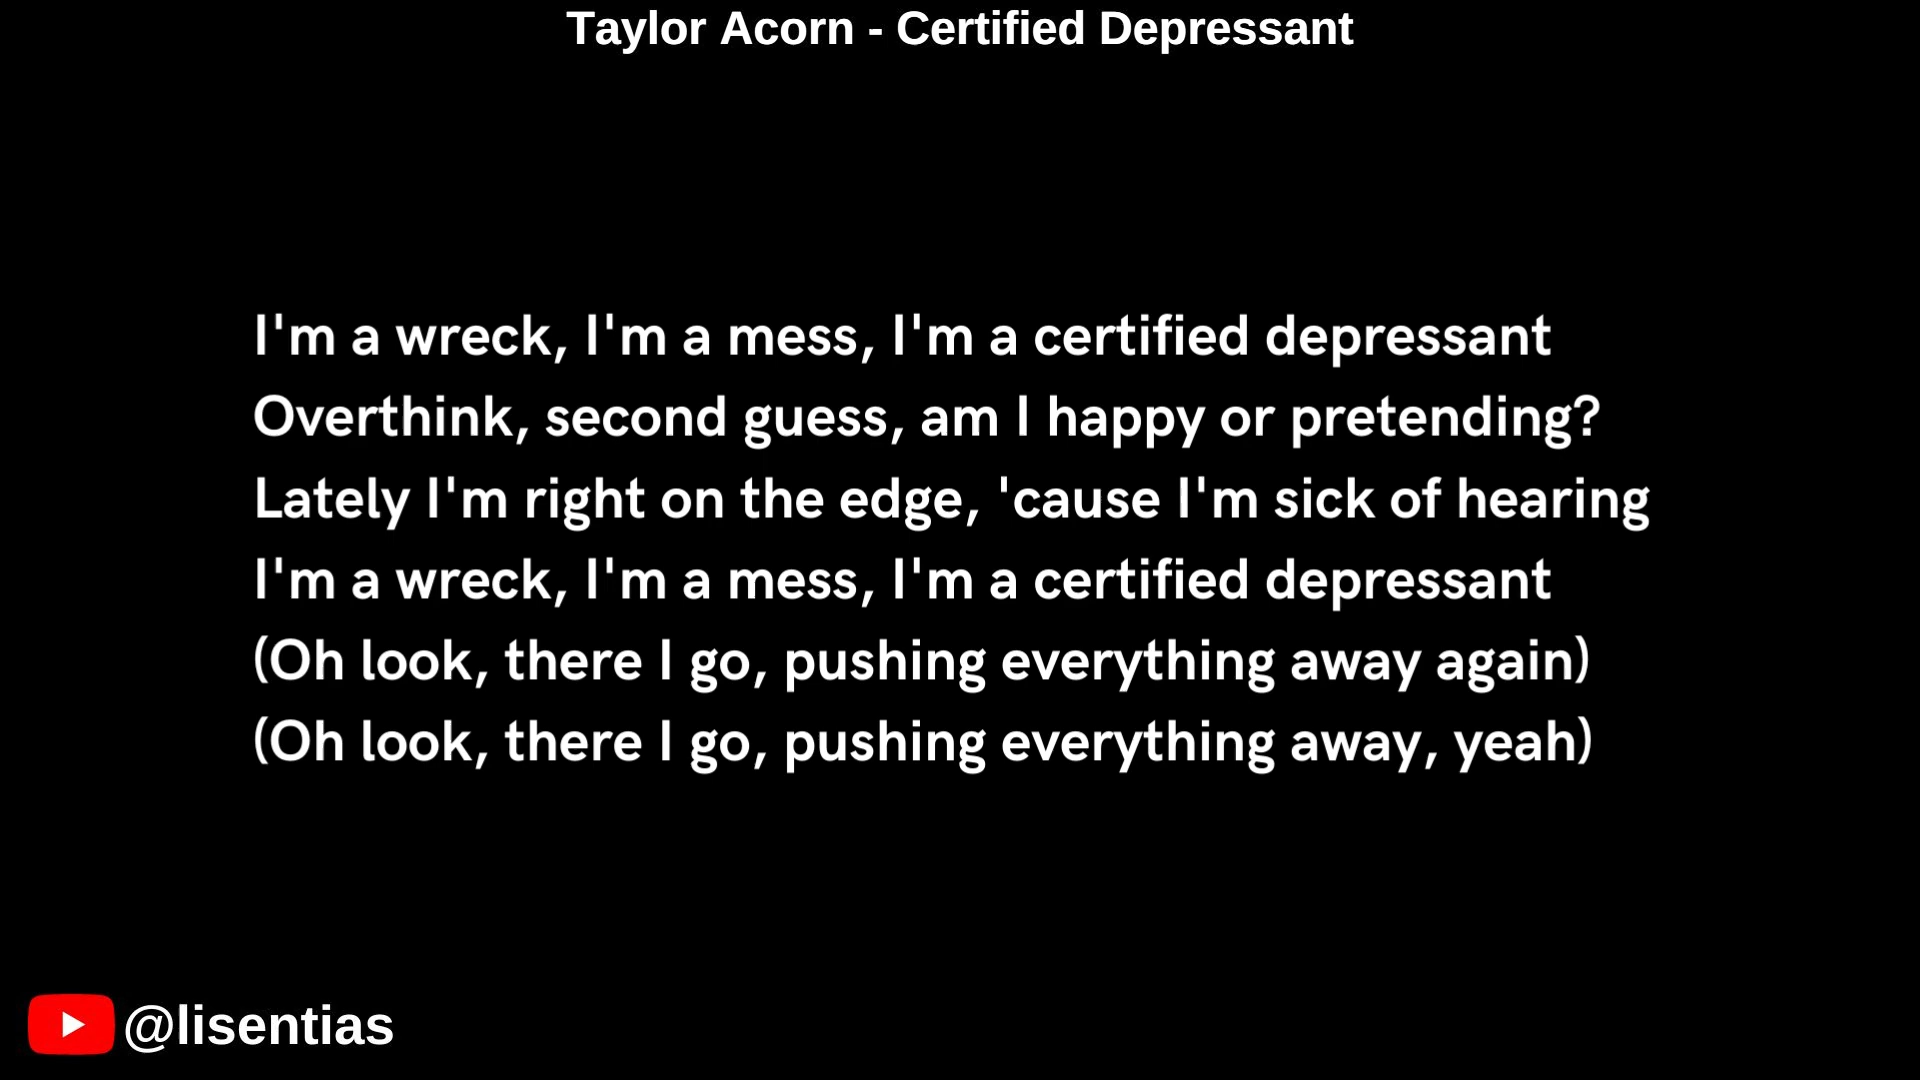 Taylor Acorn - Certified Depressant
I'm a wreck, I'm a mess, I'm a certified depressant
Overthink, second guess, am I happy or pretending?
Lately I'm right on the edge, 'cause I'm sick of hearing
I'm a wreck, I'm a mess, I'm a certified depressant
(Oh look, there I go, pushing everything away again)
(Oh look, there I go, pushing everything away, yeah)
@lisentias